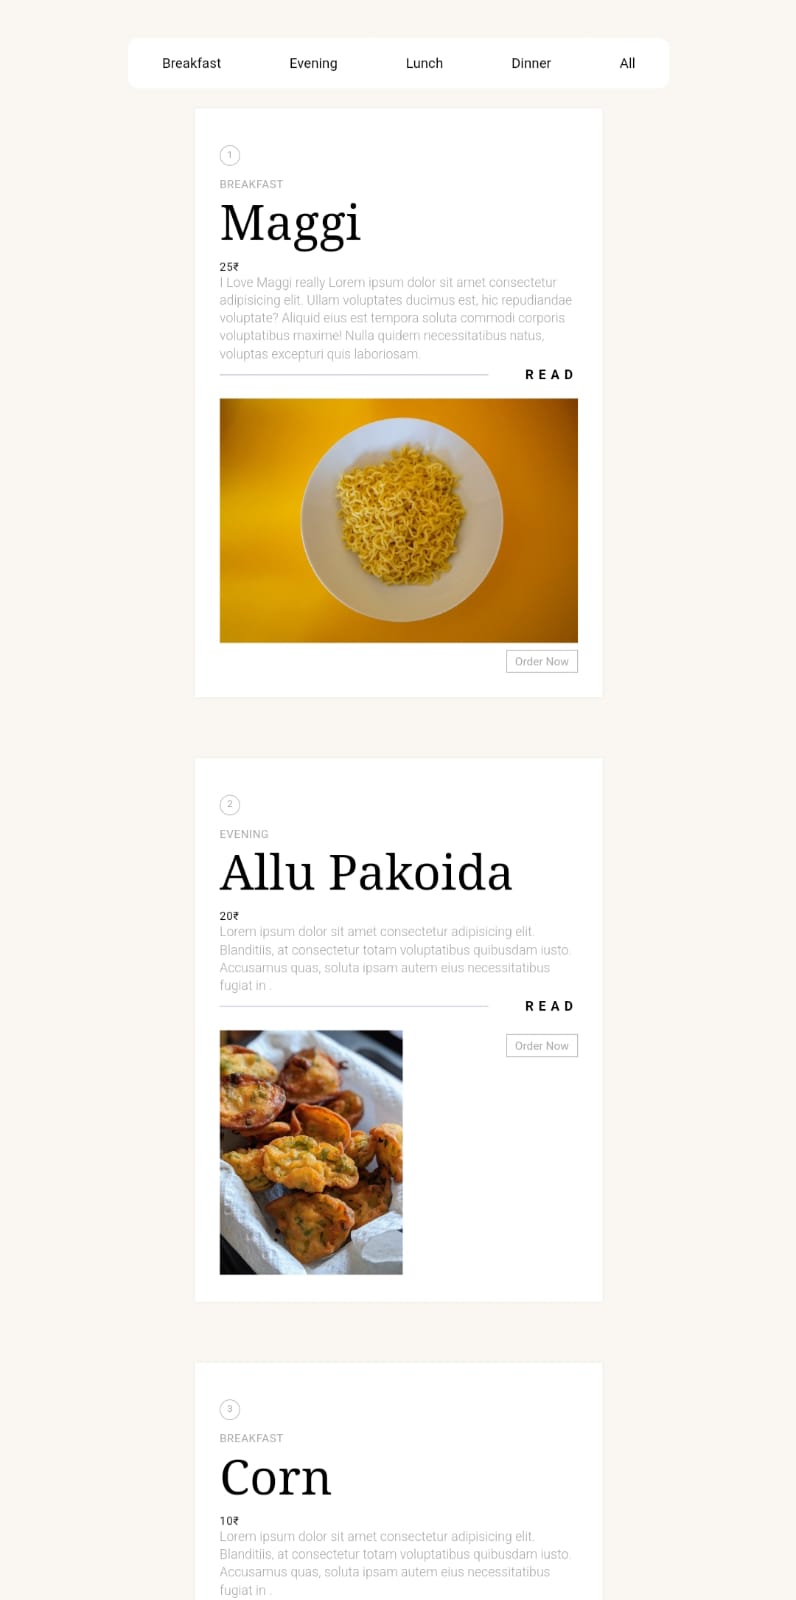 Breakfast Evening Lunch Dinner All
1
BREAKFAST
Maggi
25₹
I Love Maggi really Lorem ipsum dolor sit amet consectetur
adipisicing elit. Ullam voluptates ducimus est, hic repudiandae
voluptate? Aliquid eius est tempora soluta commodi corporis
voluptatibus maxime! Nulla quidem necessitatibus natus,
voluptas excepturi quis laboriosam.
READ
Order Now
2
EVENING
Allu Pakoida
20₹
Lorem ipsum dolor sit amet consectetur adipisicing elit.
Blanditiis, at consectetur totam voluptatibus quibusdam iusto.
Accusamus quas, soluta ipsam autem eius necessitatibus
fugiat in .
READ
Order Now
3
BREAKFAST
Corn
10₹
Lorem ipsum dolor sit amet consectetur adipisicing elit.
Blanditiis, at consectetur totam voluptatibus quibusdam iusto.
Accusamus quas, soluta ipsam autem eius necessitatibus
fugiat in .